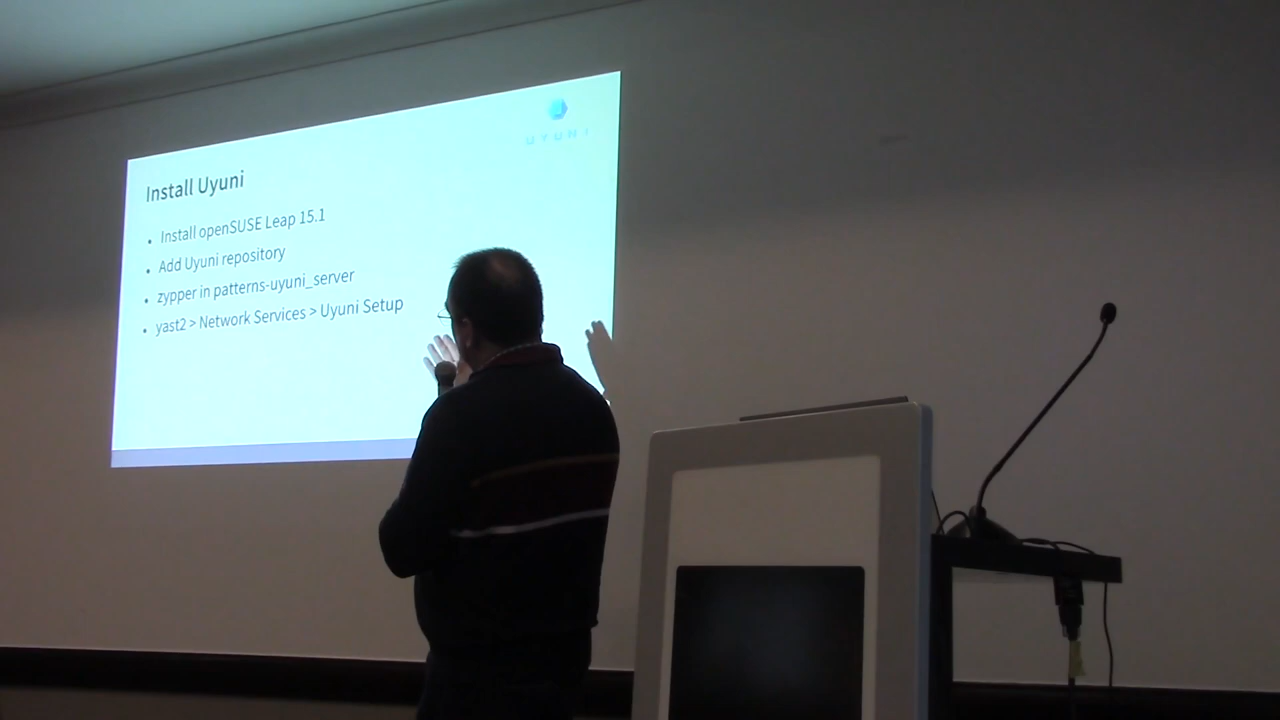 UYUNI
Install Uyuni
• Install openSUSE Leap 15.1
• Add Uyuni repository
• zypper in patterns-uyuni_server
• yast2 > Network Services > Uyuni Setup